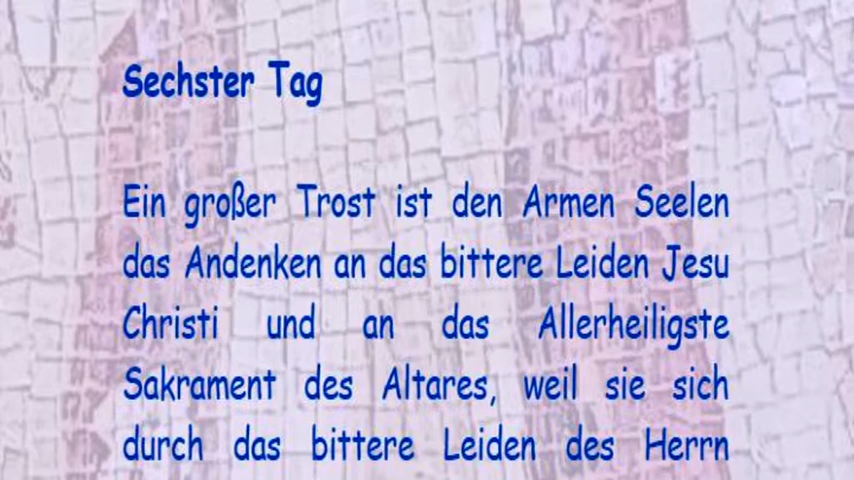 Sechster Tag
Ein großer Trost ist den Armen Seelen
das Andenken an das bittere Leiden Jesu
Christi und an das Allerheiligste
Sakrament des Altares, weil sie sich
durch das bittere Leiden des Herrn